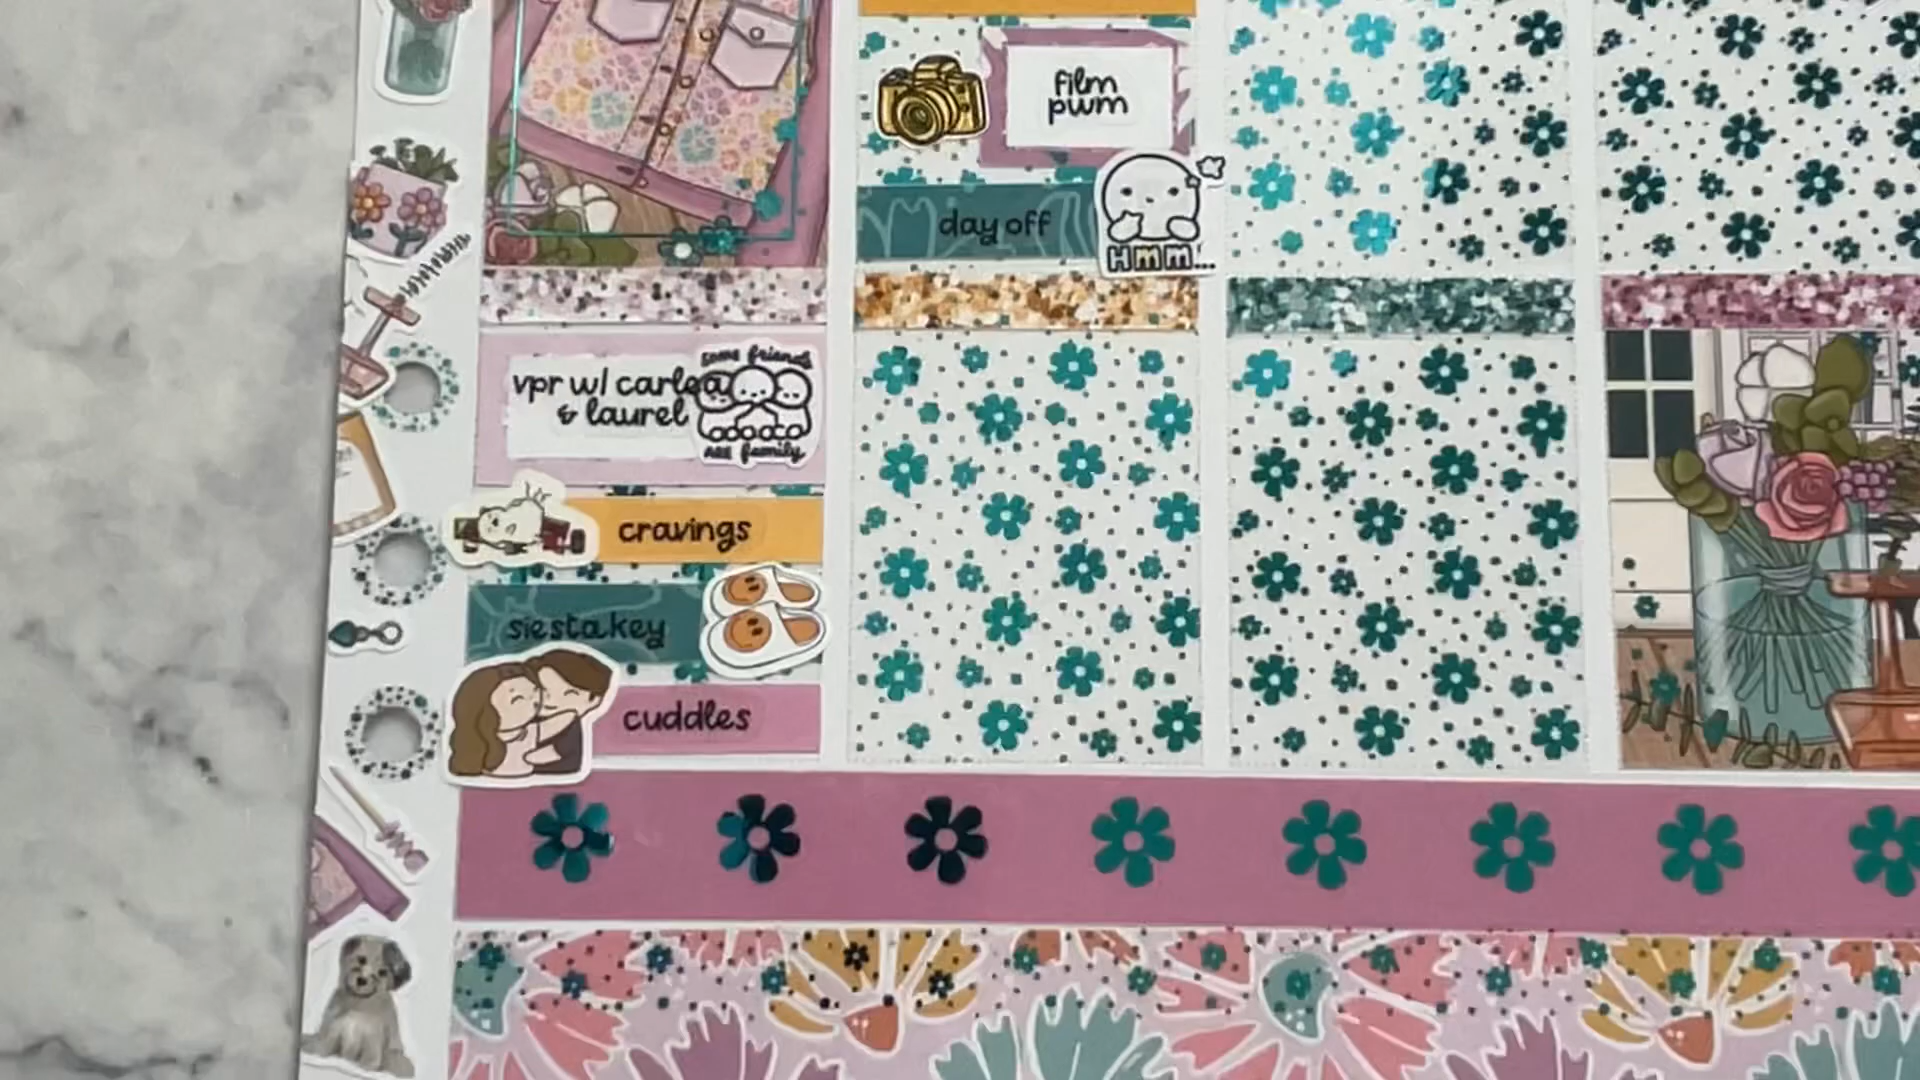 film
pwm
day off
HMM...
vpr w/ carlea
& laurel
some friends
ARE family
cravings
siesta key
cuddles